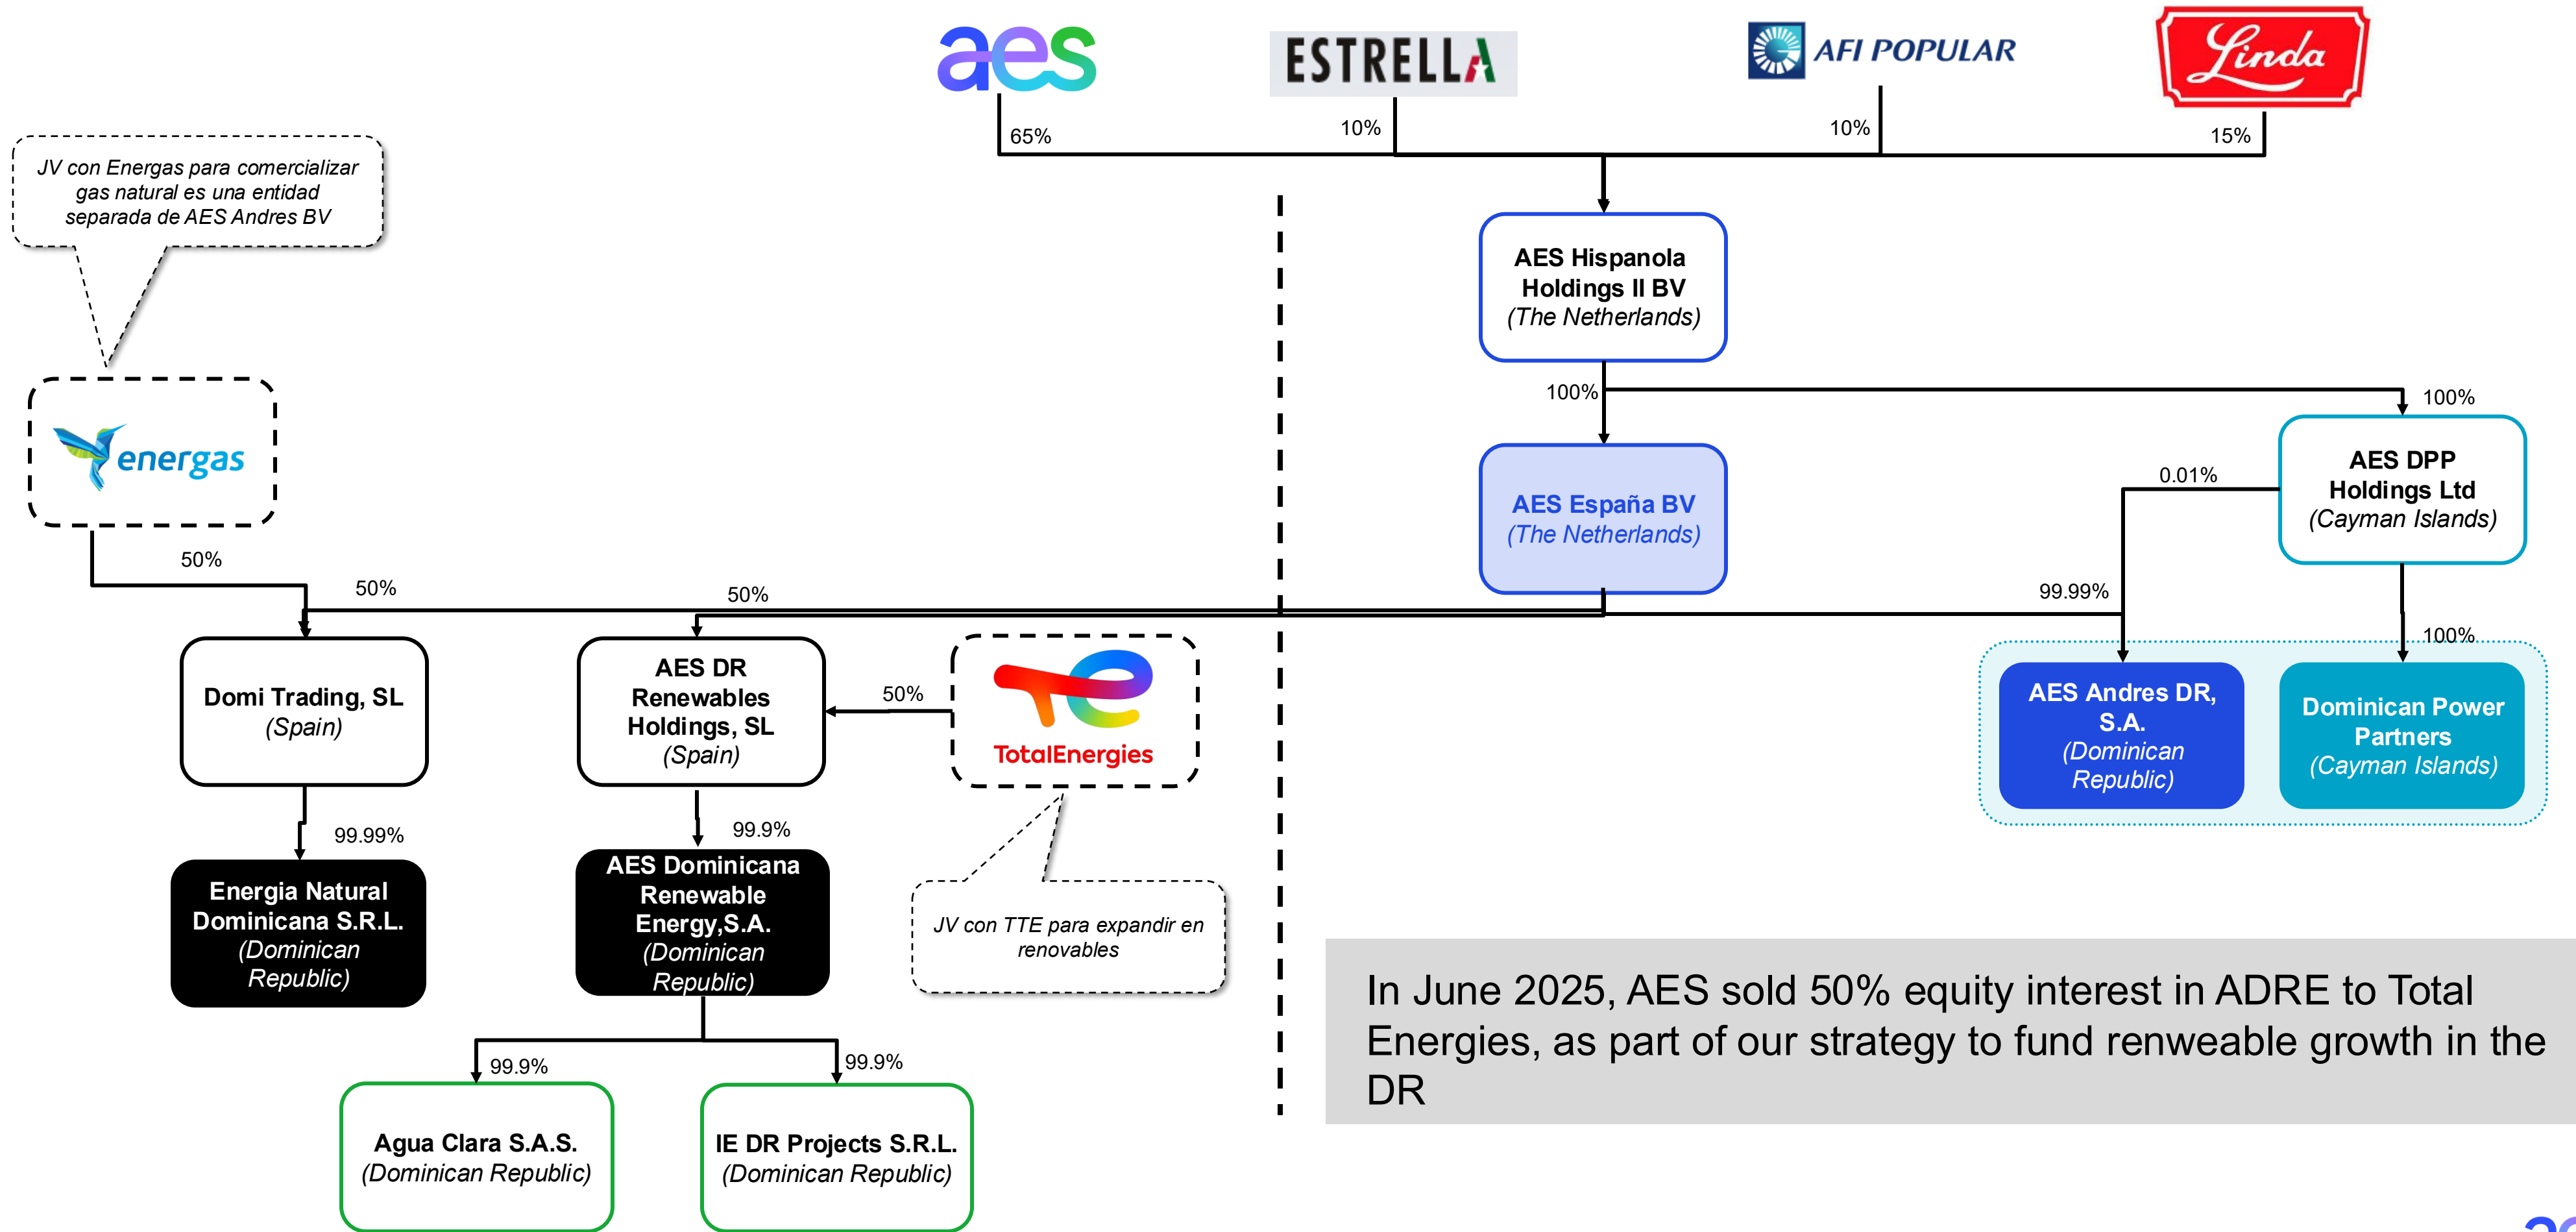 aes
ESTRELLA
AFI POPULAR
Linda
65%
10%
10%
15%
JV con Energas para comercializar
gas natural es una entidad
separada de AES Andres BV
AES Hispanola
Holdings II BV
(The Netherlands)
100%
100%
energas
AES España BV
(The Netherlands)
AES DPP
Holdings Ltd
(Cayman Islands)
0.01%
50%
50%
50%
99.99%
100%
Domi Trading, SL
(Spain)
AES DR
Renewables
Holdings, SL
(Spain)
50%
TotalEnergies
AES Andres DR,
S.A.
(Dominican
Republic)
Dominican Power
Partners
(Cayman Islands)
99.99%
99.9%
Energia Natural
Dominicana S.R.L.
(Dominican
Republic)
AES Dominicana
Renewable
Energy,S.A.
(Dominican
Republic)
JV con TTE para expandir en
renovables
In June 2025, AES sold 50% equity interest in ADRE to Total
Energies, as part of our strategy to fund renweable growth in the
DR
99.9%
99.9%
Agua Clara S.A.S.
(Dominican Republic)
IE DR Projects S.R.L.
(Dominican Republic)